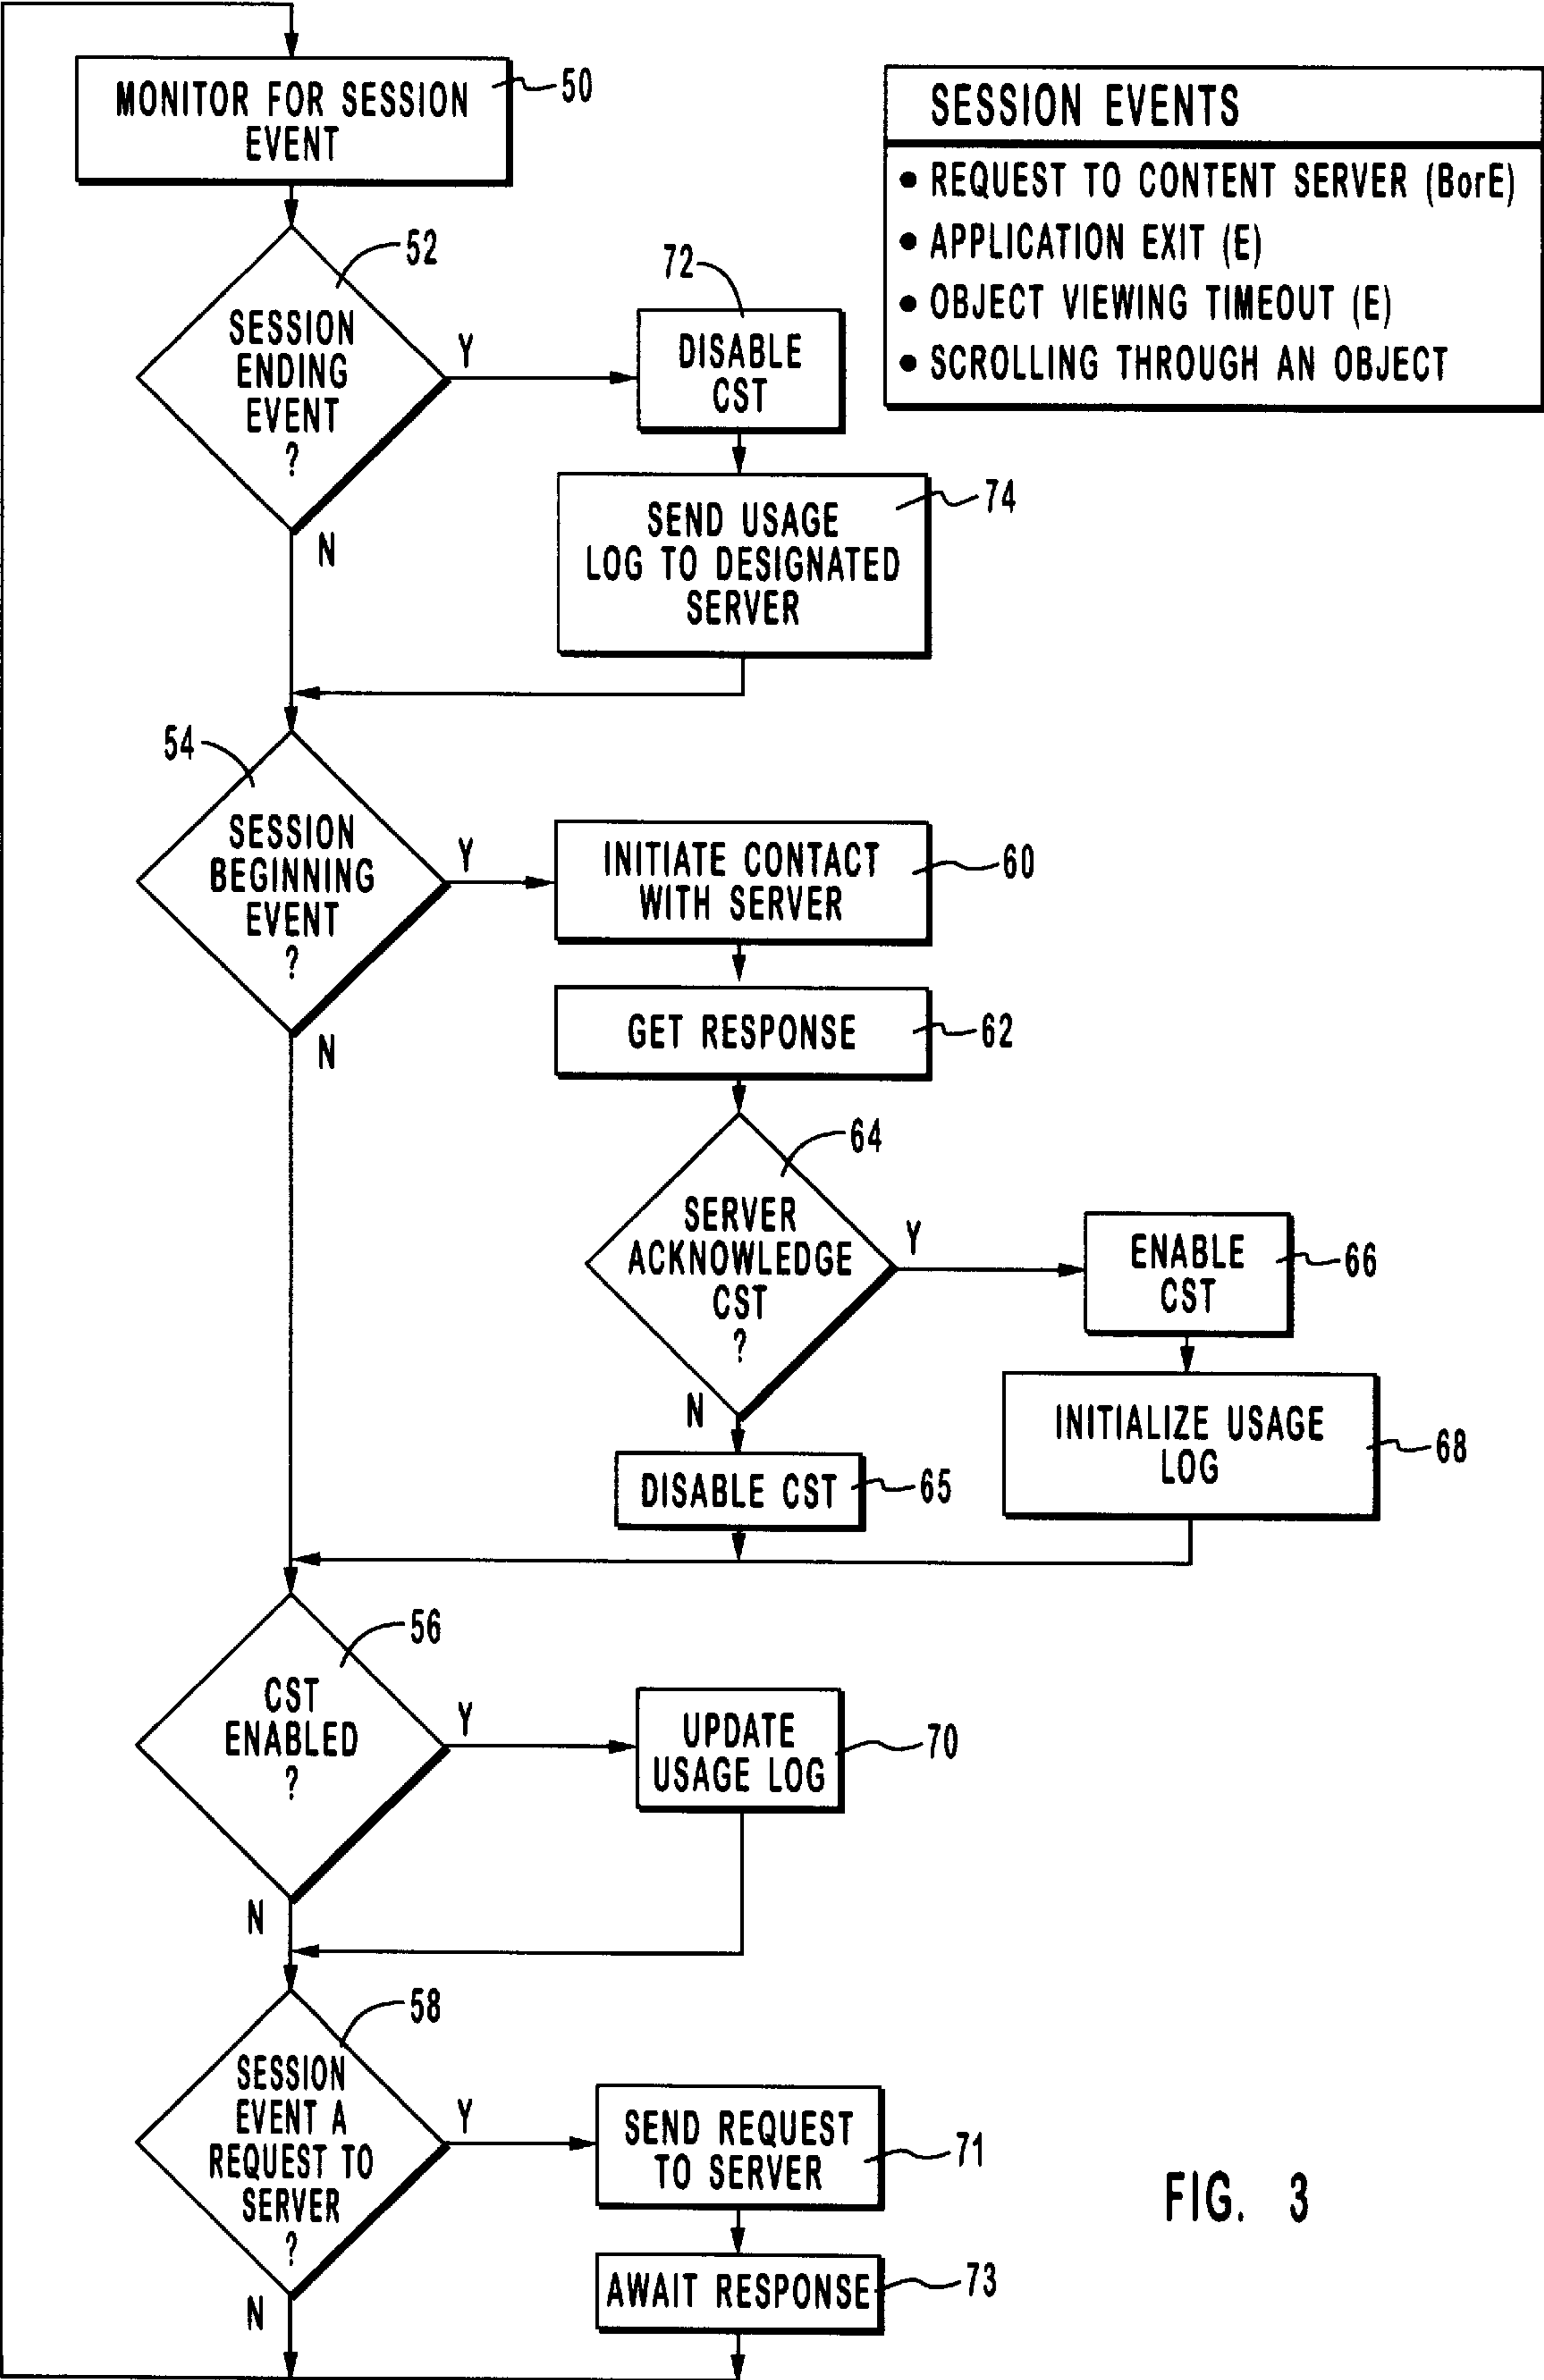 MONITOR FOR SESSION
EVENT
50
SESSION EVENTS
• REQUEST TO CONTENT SERVER (BorE)
• APPLICATION EXIT (E)
• OBJECT VIEWING TIMEOUT (E)
• SCROLLING THROUGH AN OBJECT
52
SESSION
ENDING
EVENT
?
Y
N
72
DISABLE
CST
74
SEND USAGE
LOG TO DESIGNATED
SERVER
54
SESSION
BEGINNING
EVENT
?
Y
N
INITIATE CONTACT
WITH SERVER
60
GET RESPONSE
62
64
SERVER
ACKNOWLEDGE
CST
?
Y
N
ENABLE
CST
66
INITIALIZE USAGE
LOG
68
DISABLE CST
65
56
CST
ENABLED
?
Y
N
UPDATE
USAGE LOG
70
58
SESSION
EVENT A
REQUEST TO
SERVER
?
Y
N
SEND REQUEST
TO SERVER
71
AWAIT RESPONSE
73
FIG. 3